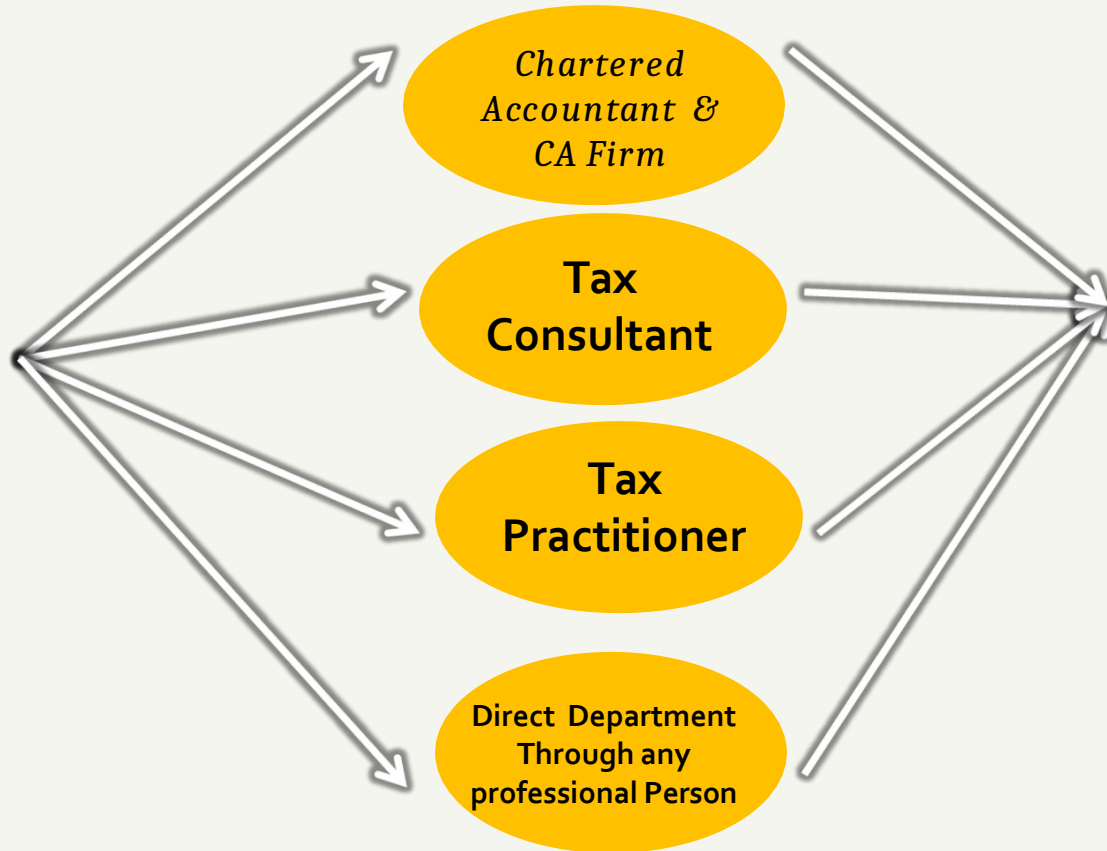 Chartered
Accountant &
CA Firm
Tax
Consultant
Tax
Practitioner
Direct Department
Through any
professional Person